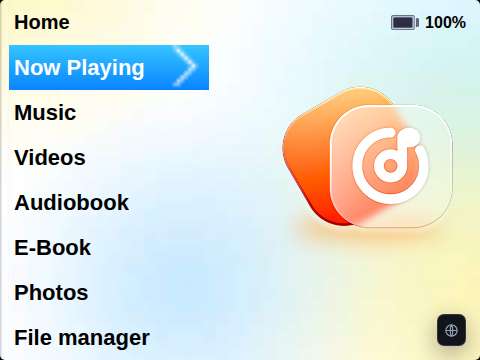 Home
100%
Now Playing
Music
Videos
Audiobook
E-Book
Photos
File manager